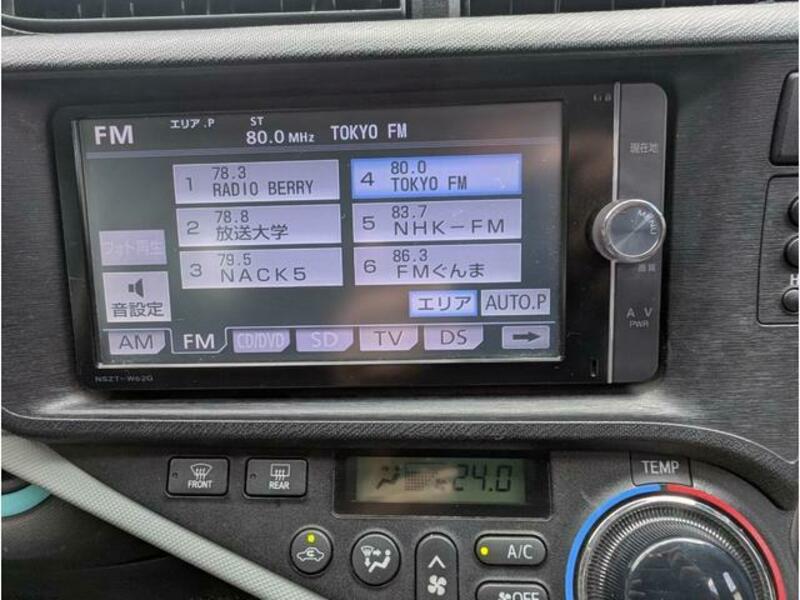 FM エリア.P ST 80.0 MHz TOKYO FM
1 78.3 RADIO BERRY
4 80.0 TOKYO FM
2 78.8 放送大学
5 83.7 NHK-FM
3 79.5 NACK5
6 86.3 FMぐんま
フォト再生
音設定
エリア AUTO.P
AM FM CD/DVD SD TV DS
NSZT-W62G
現在地
MENU
画質
AV
PWR
FRONT
REAR
24.0
TEMP
A/C
OFF